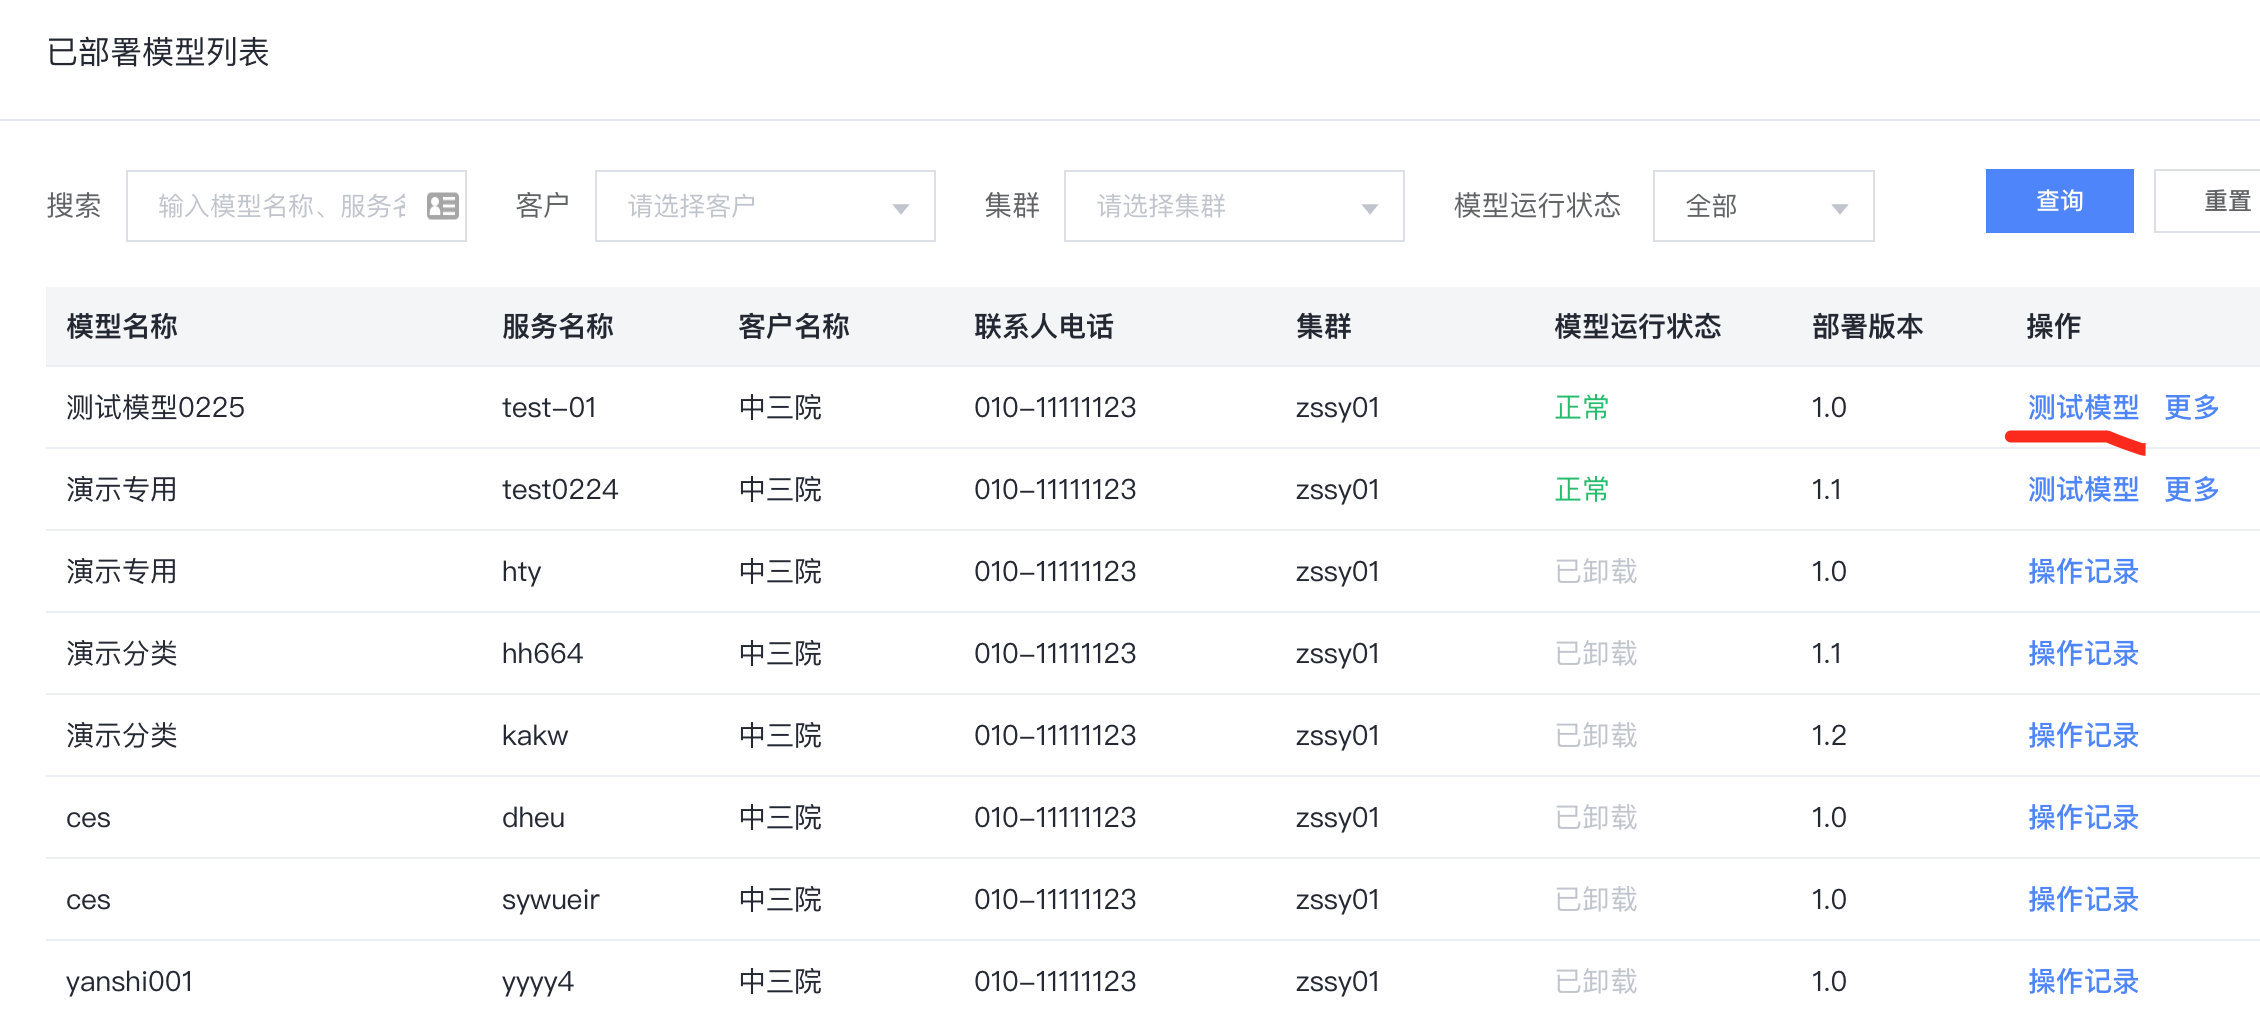 已部署模型列表
搜索 输入模型名称、服务名 客户 请选择客户 集群 请选择集群 模型运行状态 全部 查询 重置
模型名称 服务名称 客户名称 联系人电话 集群 模型运行状态 部署版本 操作
测试模型0225 test-01 中三院 010-11111123 zssy01 正常 1.0 测试模型 更多
演示专用 test0224 中三院 010-11111123 zssy01 正常 1.1 测试模型 更多
演示专用 hty 中三院 010-11111123 zssy01 已卸载 1.0 操作记录
演示分类 hh664 中三院 010-11111123 zssy01 已卸载 1.1 操作记录
演示分类 kakw 中三院 010-11111123 zssy01 已卸载 1.2 操作记录
ces dheu 中三院 010-11111123 zssy01 已卸载 1.0 操作记录
ces sywueir 中三院 010-11111123 zssy01 已卸载 1.0 操作记录
yanshi001 yyyy4 中三院 010-11111123 zssy01 已卸载 1.0 操作记录